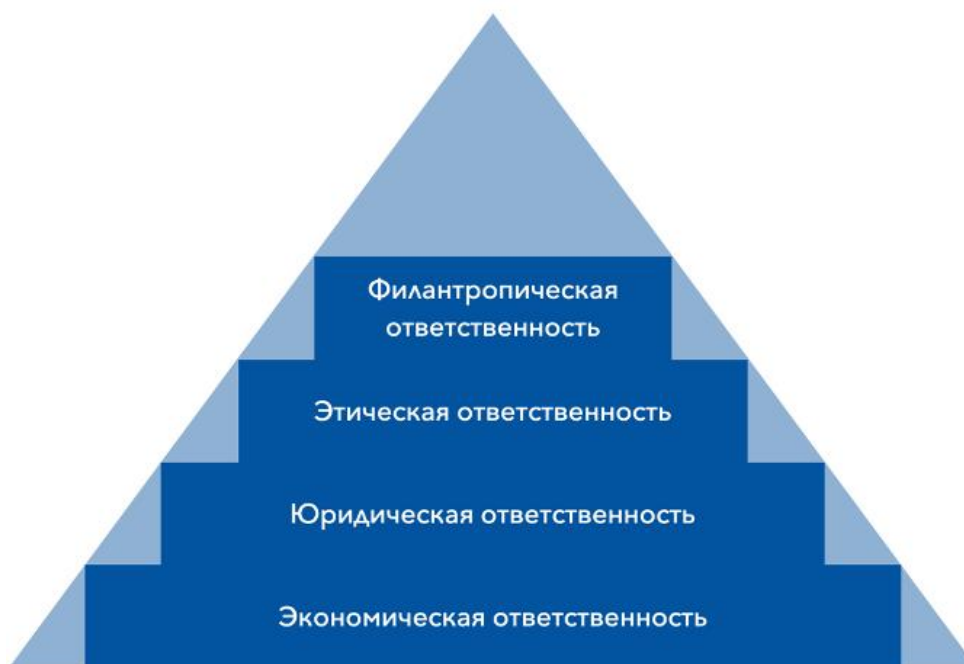 Филантропическая
ответственность
Этическая ответственность
Юридическая ответственность
Экономическая ответственность